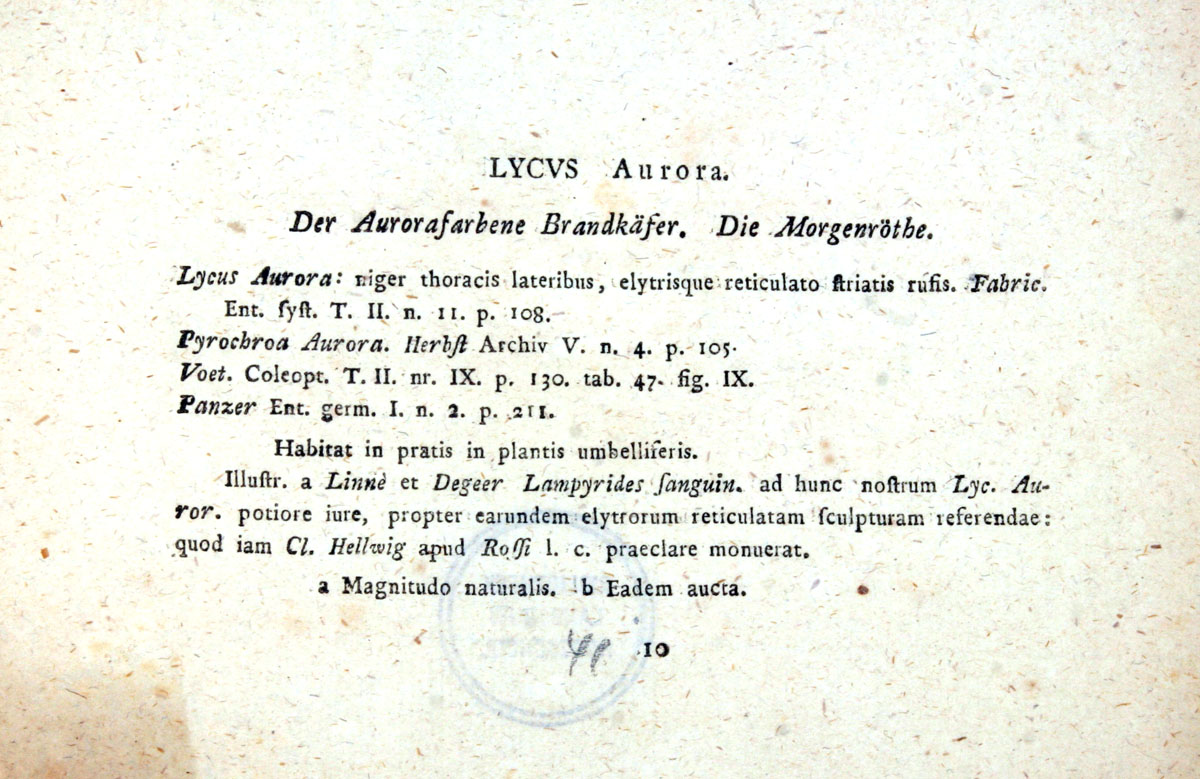 LYCVS Aurora.
Der Aurorafarbene Brandkäfer. Die Morgenröthe.
Lycus Aurora: niger thoracis lateribus, elytrisque reticulato ſtriatis rufis. Fabric.
Ent. ſyſt. T. II. n. 11. p. 108.
Pyrochroa Aurora. Herbſt Archiv V. n. 4. p. 105.
Voet. Coleopt. T. II. nr. IX. p. 130. tab. 47. fig. IX.
Panzer Ent. germ. I. n. 2. p. 211.
Habitat in pratis in plantis umbelliferis.
Illuſtr. a Linnè et Degeer Lampyrides ſanguin. ad hunc noſtrum Lyc. Au-
ror. potiore iure, propter earundem elytrorum reticulatam ſculpturam referendae:
quod iam Cl. Hellwig apud Roſſi l. c. praeclare monuerat.
a Magnitudo naturalis. b Eadem aucta.
10